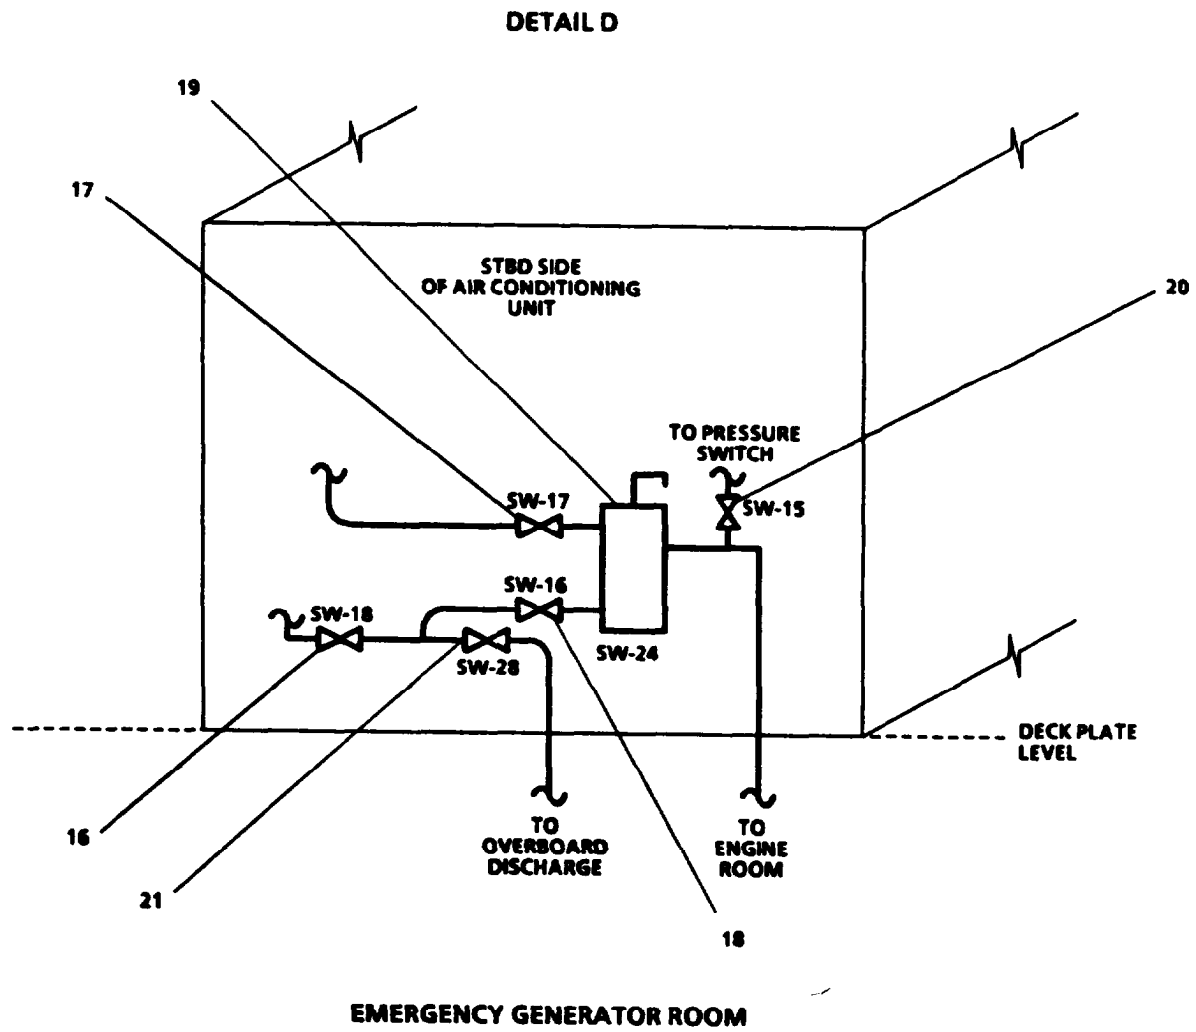 DETAIL D
19
17
STBD SIDE
OF AIR CONDITIONING
UNIT
20
TO PRESSURE
SWITCH
SW-17
SW-15
SW-16
SW-18
SW-28
SW-24
DECK PLATE
LEVEL
16
TO
OVERBOARD
DISCHARGE
TO
ENGINE
ROOM
21
18
EMERGENCY GENERATOR ROOM